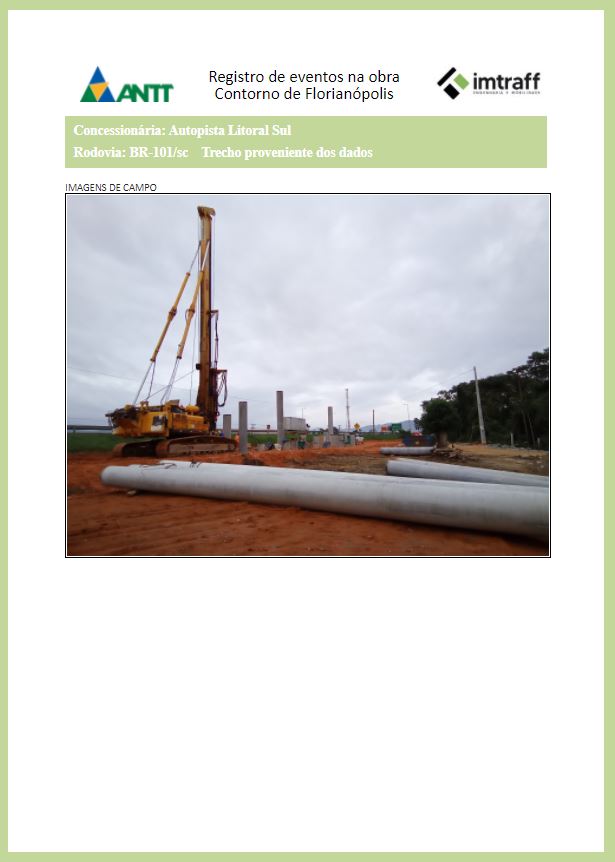 ANTT
Registro de eventos na obra
Contorno de Florianópolis
imtraff
ENGENHARIA E MOBILIDADE
Concessionária: Autopista Litoral Sul
Rodovia: BR-101/sc Trecho proveniente dos dados
IMAGENS DE CAMPO